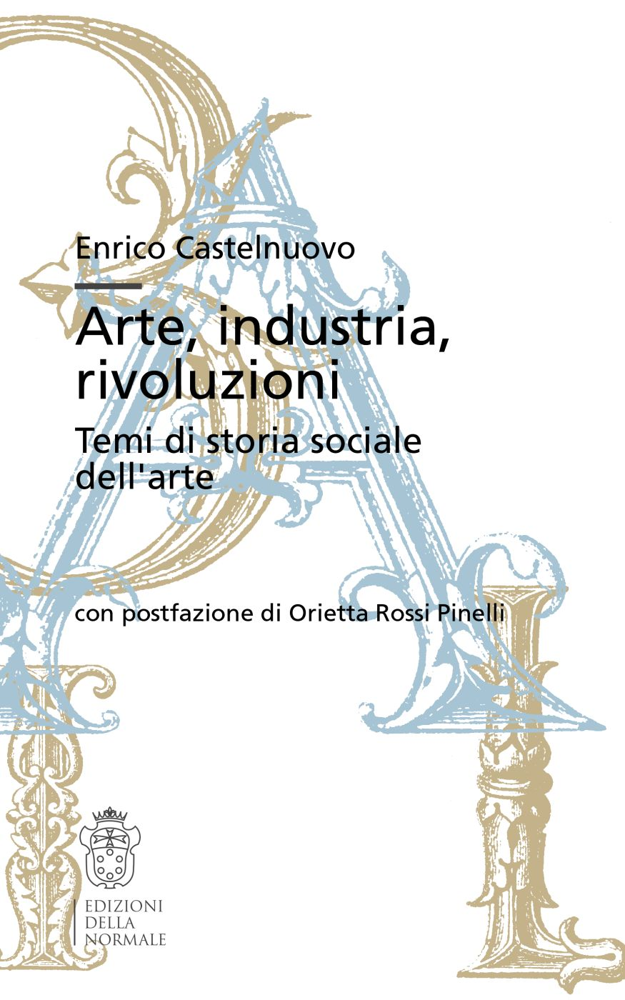 Enrico Castelnuovo
Arte, industria,
rivoluzioni
Temi di storia sociale
dell'arte
con postfazione di Orietta Rossi Pinelli
EDIZIONI
DELLA
NORMALE